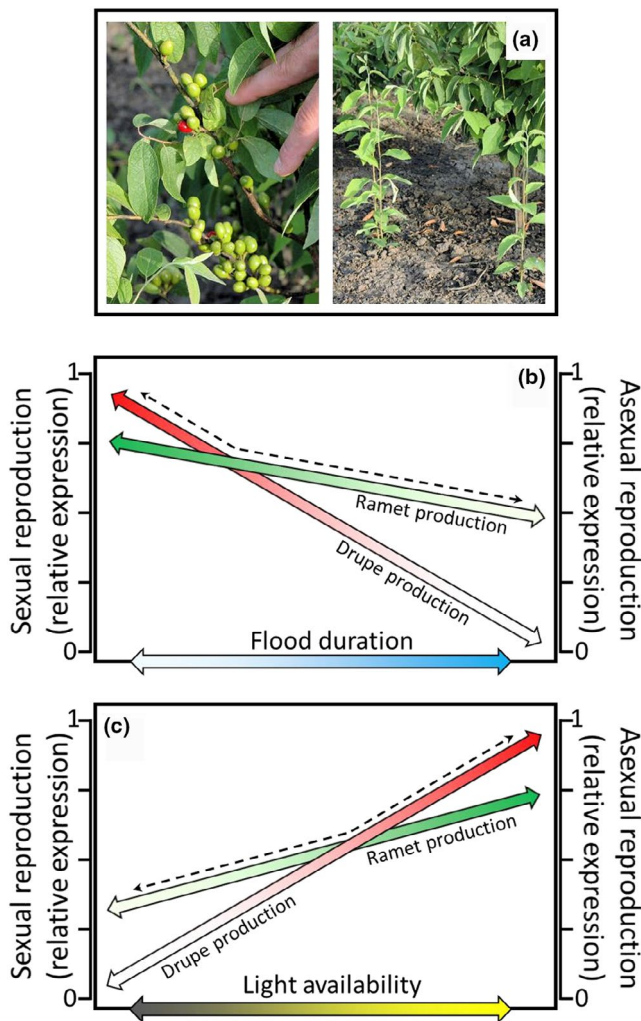 (a)
(b)
1
0
Sexual reproduction
(relative expression)
Ramet production
Drupe production
Flood duration
1
0
Asexual reproduction
(relative expression)
(c)
1
0
Sexual reproduction
(relative expression)
Ramet production
Drupe production
Light availability
1
0
Asexual reproduction
(relative expression)